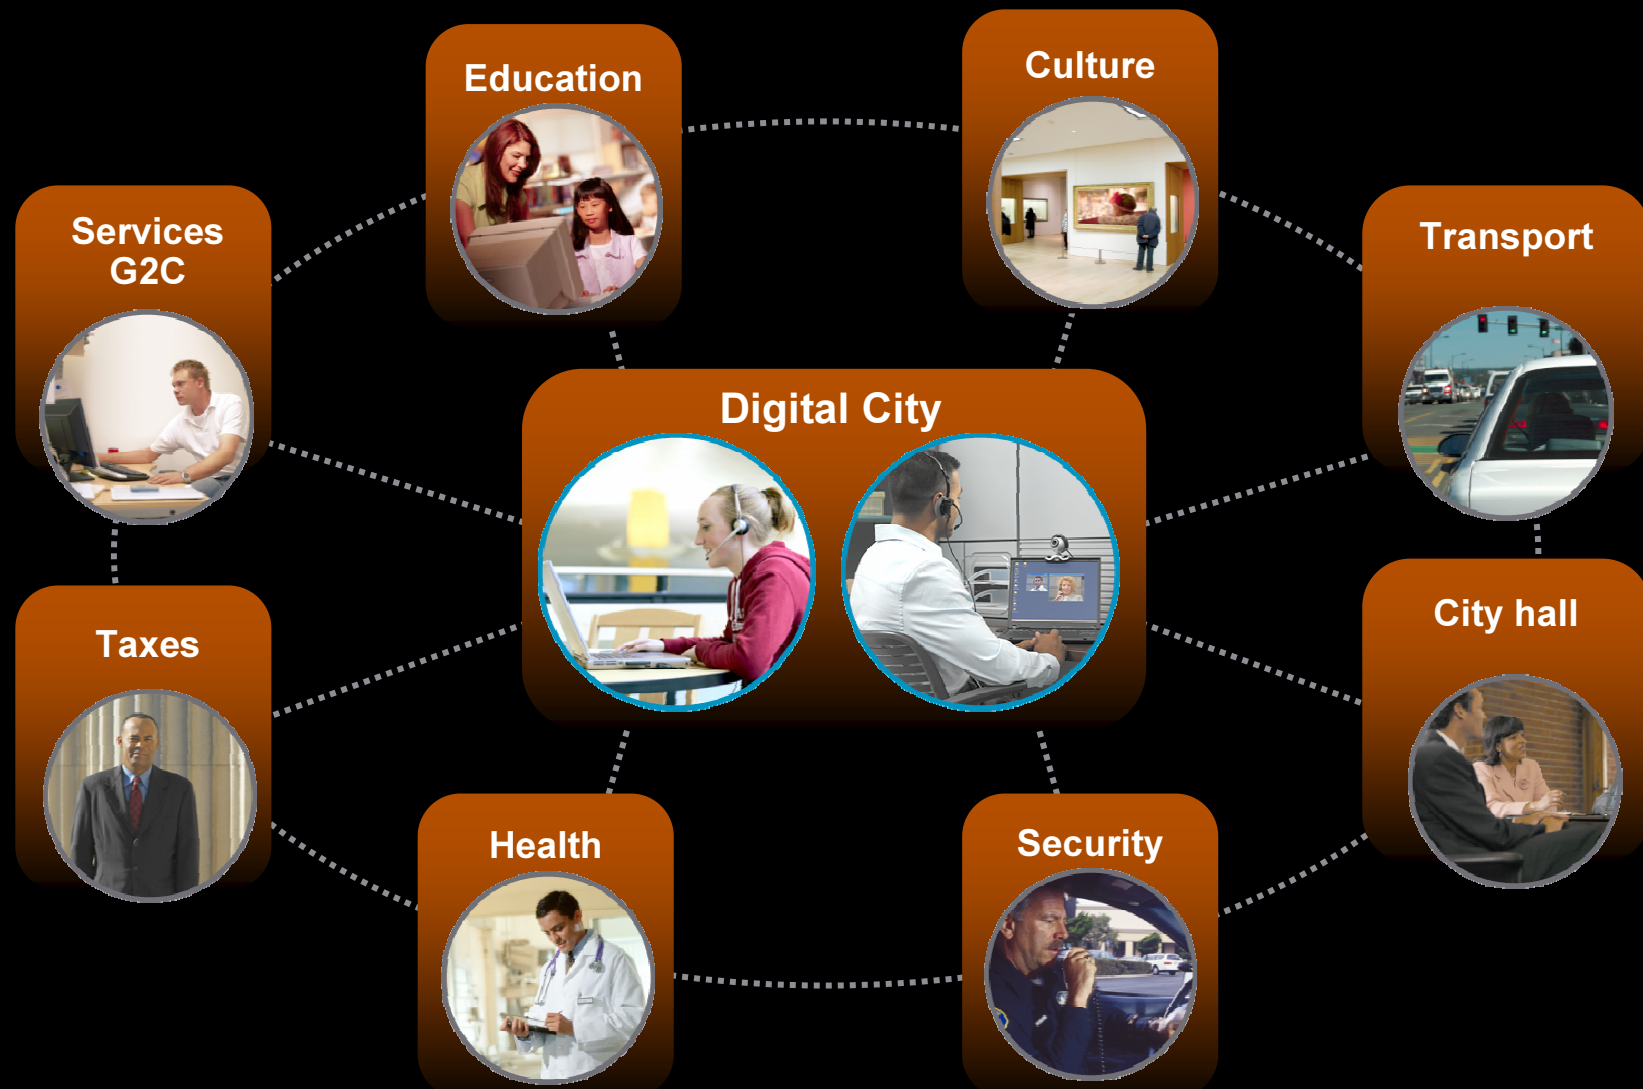 Education
Culture
Services
G2C
Transport
Digital City
Taxes
City hall
Health
Security